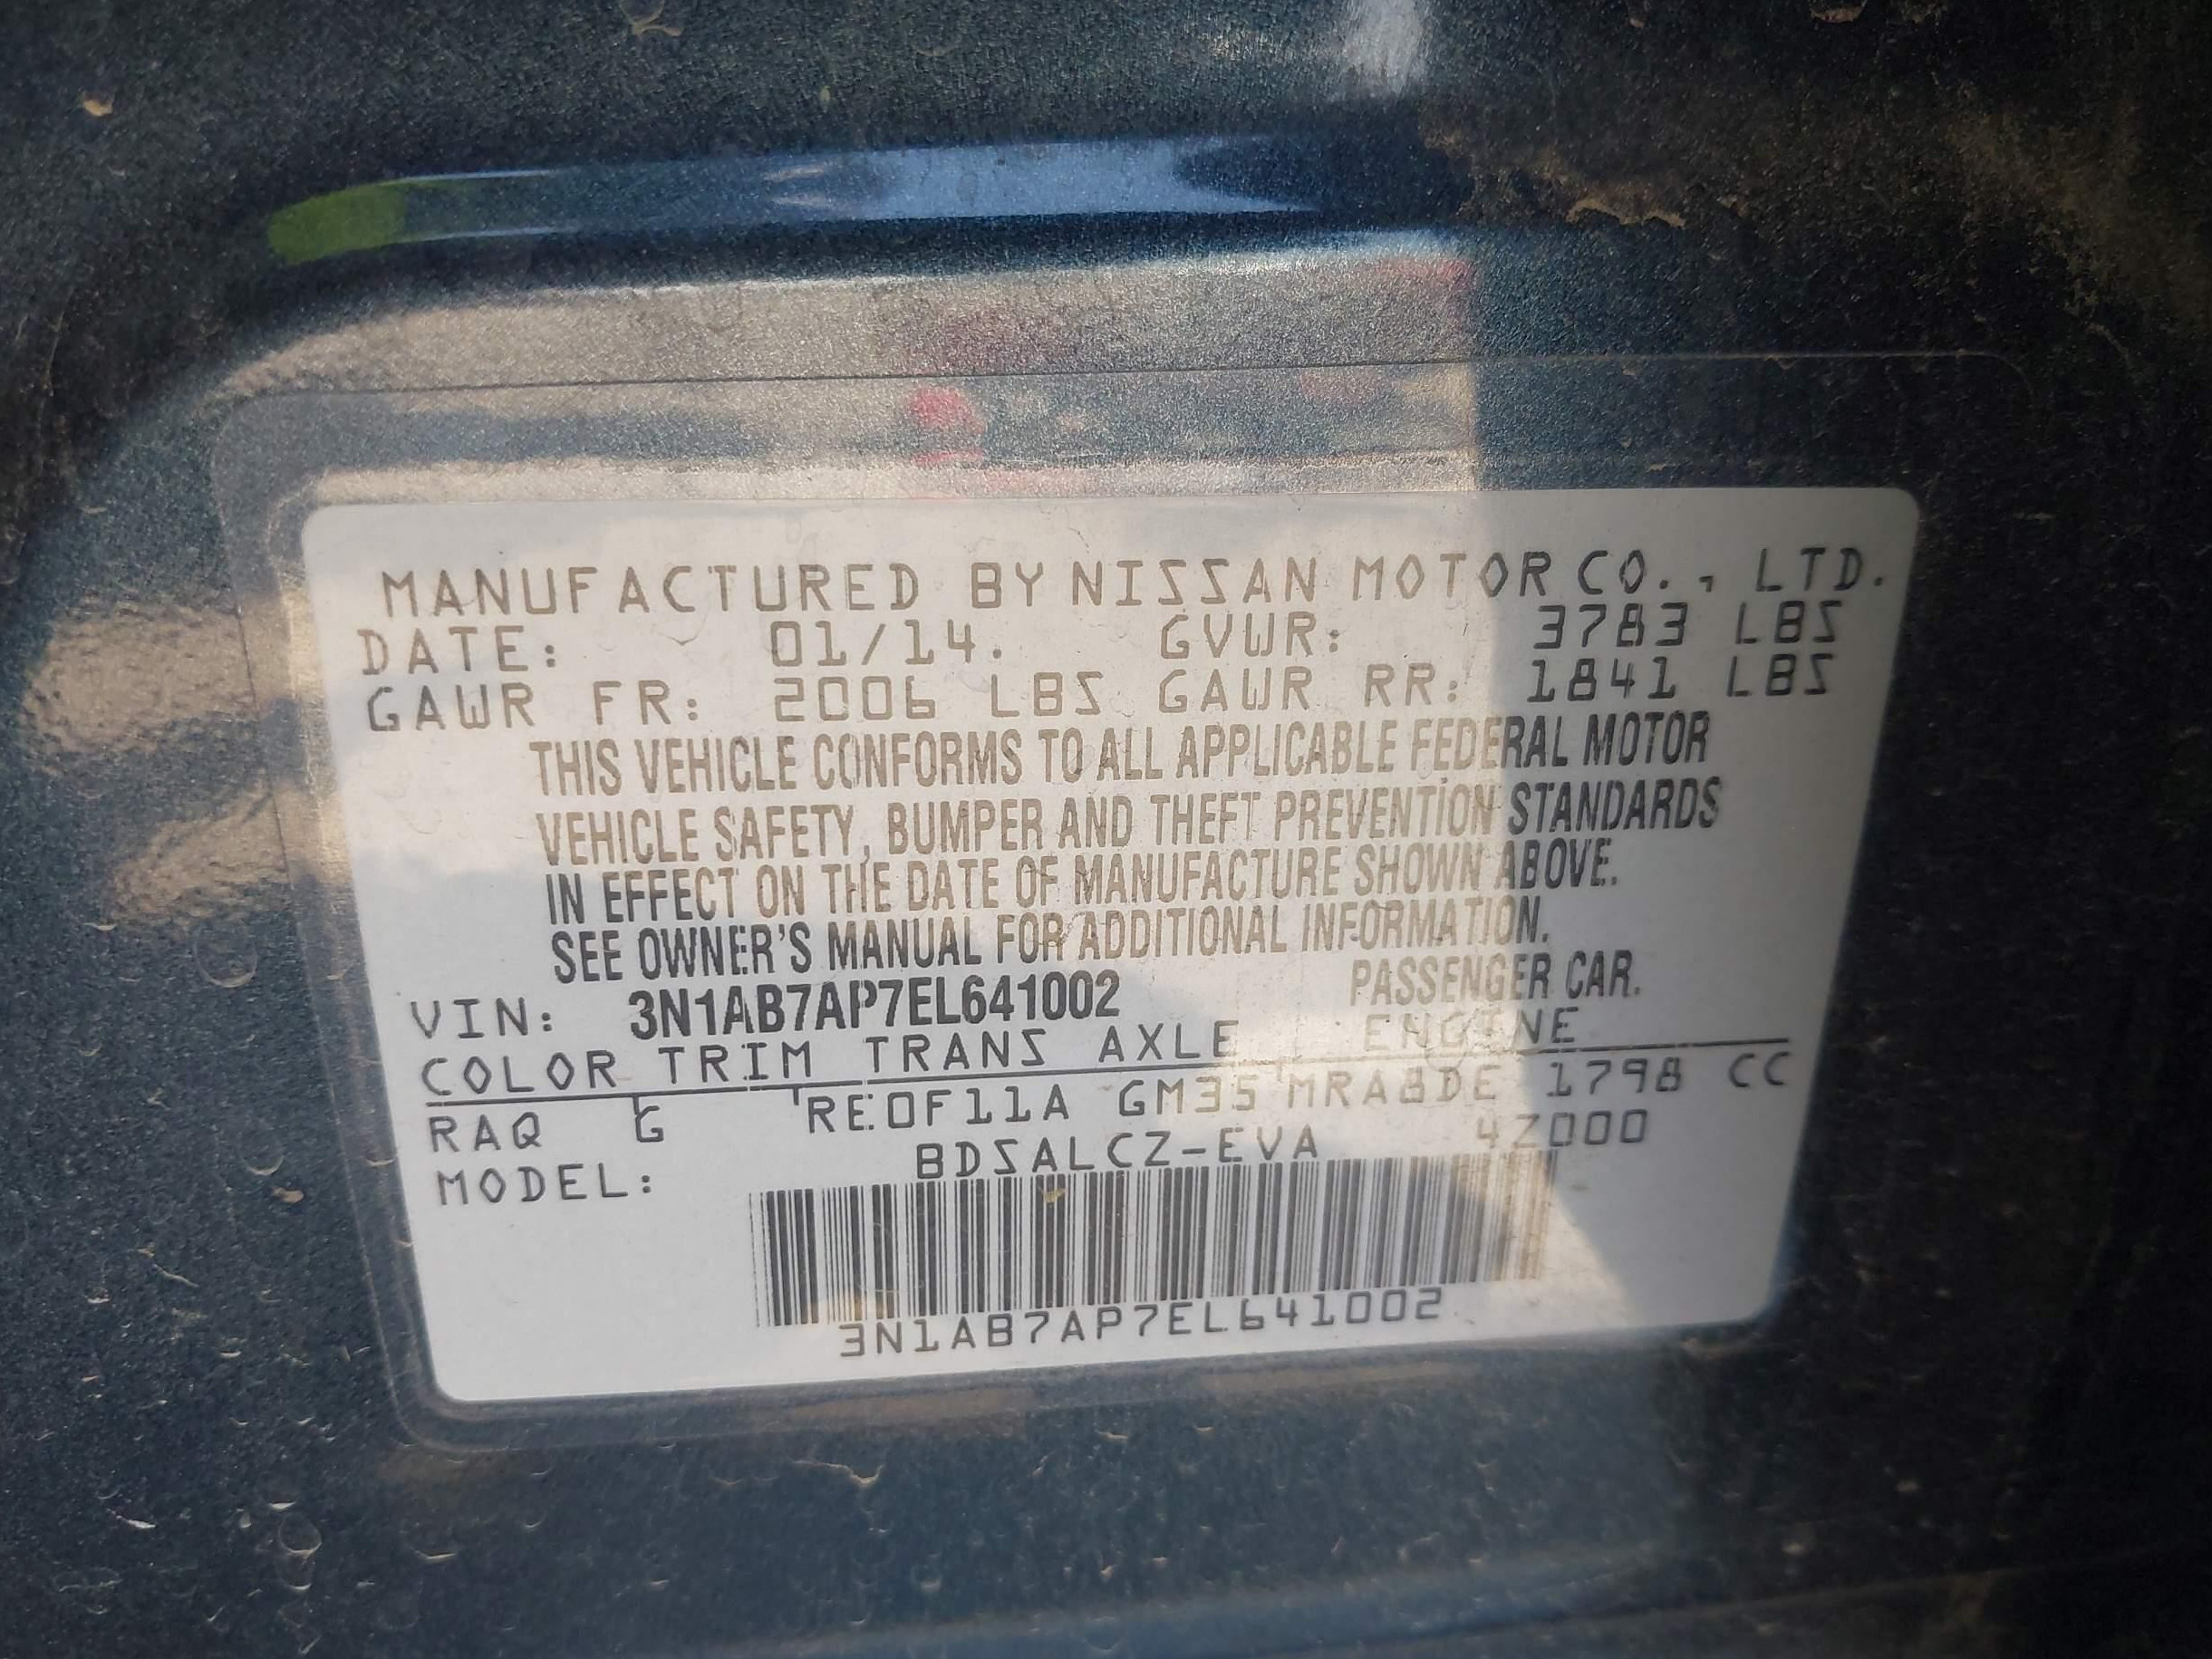 MANUFACTURED BY NISSAN MOTOR CO., LTD.
DATE: 01/14. GVWR: 3783 LBS
GAWR FR: 2006 LBS GAWR RR: 1841 LBS
THIS VEHICLE CONFORMS TO ALL APPLICABLE FEDERAL MOTOR
VEHICLE SAFETY, BUMPER AND THEFT PREVENTION STANDARDS
IN EFFECT ON THE DATE OF MANUFACTURE SHOWN ABOVE.
SEE OWNER'S MANUAL FOR ADDITIONAL INFORMATION.
VIN: 3N1AB7AP7EL641002 PASSENGER CAR.
COLOR TRIM TRANS AXLE ENGINE
RAQ G RE0F11A GM35 MRA8DE 1798 CC
MODEL: BDSALCZ-EVA 4Z000
3N1AB7AP7EL641002